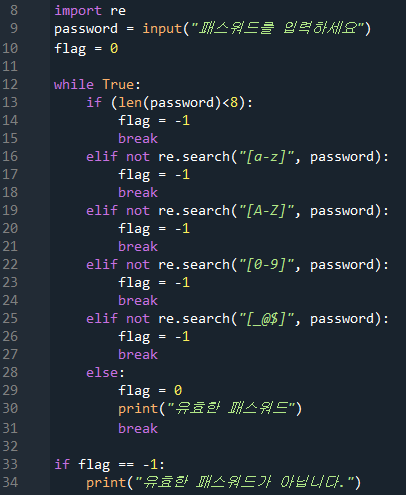 8 import re
9 password = input("패스워드를 입력하세요")
10 flag = 0
11
12 while True:
13     if (len(password)<8):
14         flag = -1
15         break
16     elif not re.search("[a-z]", password):
17         flag = -1
18         break
19     elif not re.search("[A-Z]", password):
20         flag = -1
21         break
22     elif not re.search("[0-9]", password):
23         flag = -1
24         break
25     elif not re.search("[_@$]", password):
26         flag = -1
27         break
28     else:
29         flag = 0
30         print("유효한 패스워드")
31         break
32
33 if flag == -1:
34     print("유효한 패스워드가 아닙니다.")